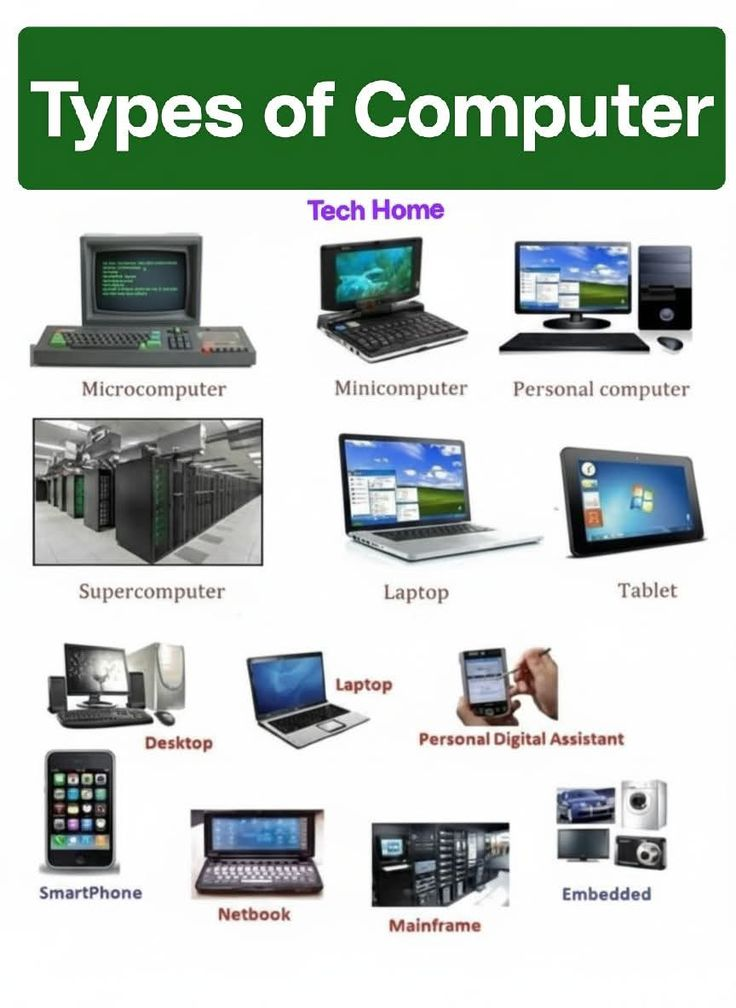 Types of Computer
Tech Home
Microcomputer
Minicomputer
Personal computer
Supercomputer
Laptop
Tablet
Desktop
Laptop
Personal Digital Assistant
SmartPhone
Netbook
Mainframe
Embedded